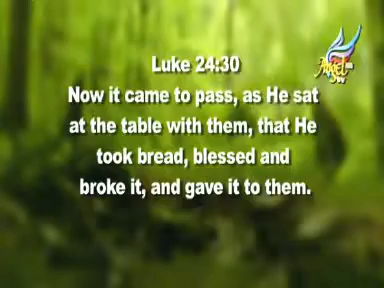 Luke 24:30
Now it came to pass, as He sat
at the table with them, that He
took bread, blessed and
broke it, and gave it to them.
Angel